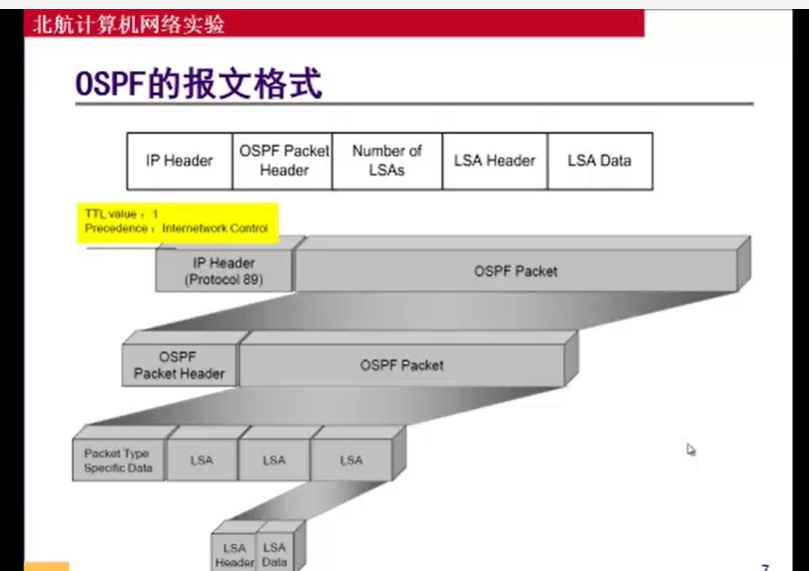 北航计算机网络实验
OSPF的报文格式
IP Header
OSPF Packet
Header
Number of
LSAs
LSA Header
LSA Data
TTL value : 1
Precedence : Internetwork Control
IP Header
(Protocol 89)
OSPF Packet
OSPF
Packet Header
OSPF Packet
Packet Type
Specific Data
LSA
LSA
LSA
LSA
Header
LSA
Data
7